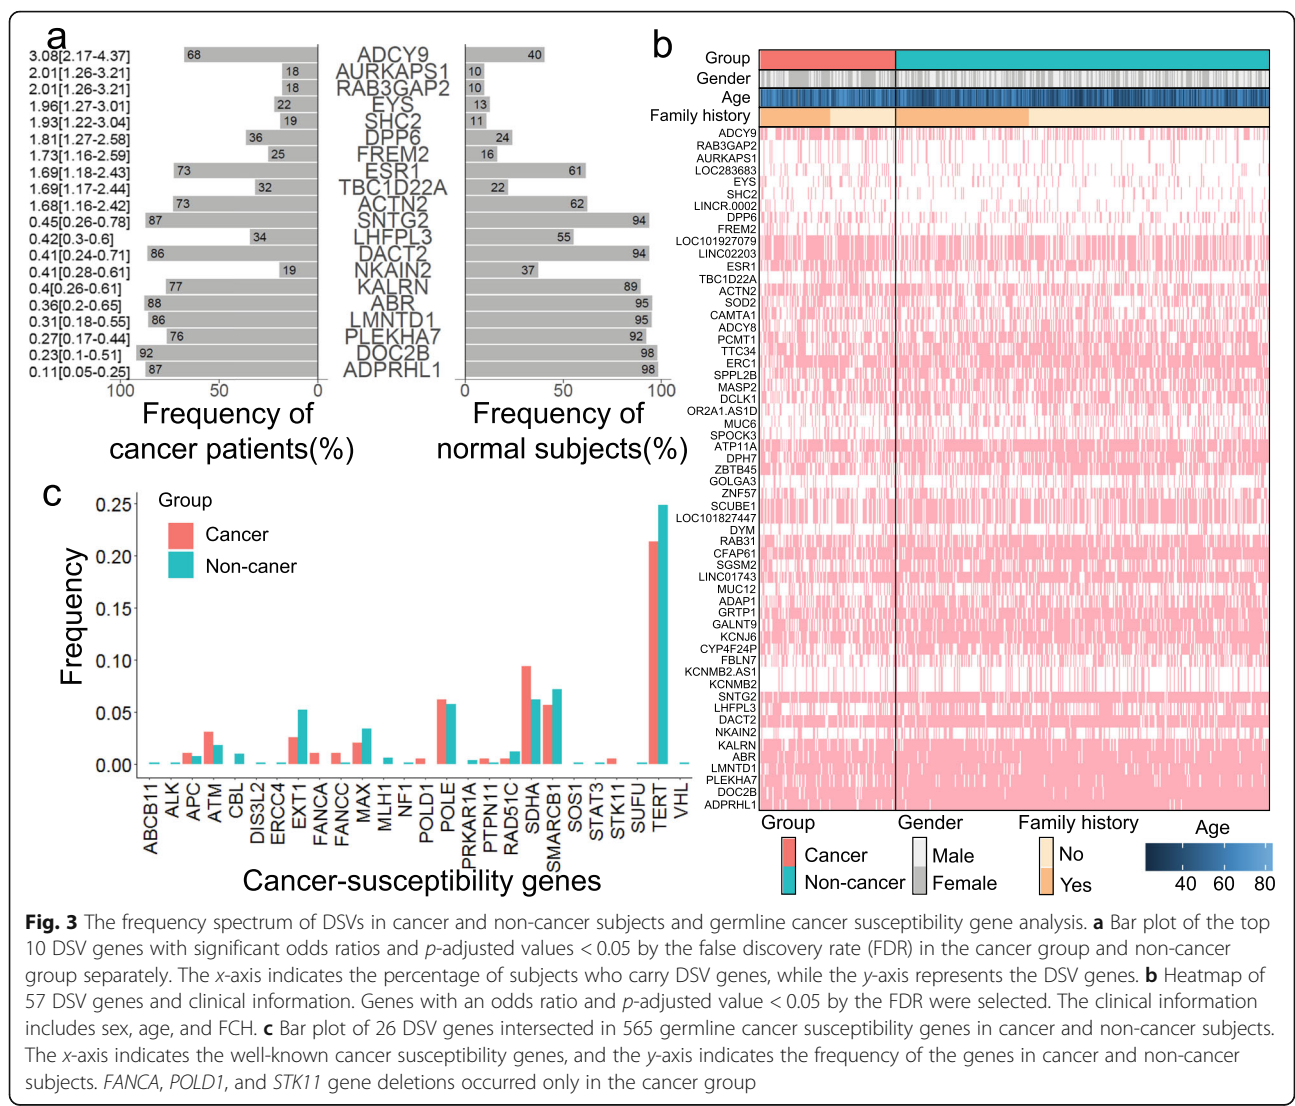 a
3.08[2.17-4.37] 68 ADCY9 40
2.01[1.26-3.21] 18 AURKAPS1 10
2.01[1.26-3.21] 18 RAB3GAP2 10
1.96[1.27-3.01] 22 EYS 13
1.93[1.22-3.04] 19 SHC2 11
1.81[1.27-2.58] 36 DPP6 24
1.73[1.16-2.59] 25 FREM2 16
1.69[1.18-2.43] 73 ESR1 61
1.69[1.17-2.44] 32 TBC1D22A 22
1.68[1.16-2.42] 73 ACTN2 62
0.45[0.26-0.78] 87 SNTG2 94
0.42[0.3-0.6] 34 LHFPL3 55
0.41[0.24-0.71] 86 DACT2 94
0.41[0.28-0.61] 19 NKAIN2 37
0.4[0.26-0.61] 77 KALRN 89
0.36[0.2-0.65] 88 ABR 95
0.31[0.18-0.55] 86 LMNTD1 95
0.27[0.17-0.44] 76 PLEKHA7 92
0.23[0.1-0.51] 92 DOC2B 98
0.11[0.05-0.25] 87 ADPRHL1 98
100 50 0 0 50 100
Frequency of cancer patients(%)
Frequency of normal subjects(%)
b
Group
Gender
Age
Family history
ADCY9
RAB3GAP2
AURKAPS1
LOC283683
EYS
SHC2
LINCR.0002
DPP6
FREM2
LOC101927079
LINC02203
ESR1
TBC1D22A
ACTN2
SOD2
CAMTA1
ADCY8
PCMT1
TTC34
ERC1
SPPL2B
MASP2
DCLK1
OR2A1.AS1D
MUC6
SPOCK3
ATP11A
DPH7
ZBTB45
GOLGA3
ZNF57
SCUBE1
LOC101827447
DYM
RAB31
CFAP61
SGSM2
LINC01743
MUC12
ADAP1
GRTP1
GALNT9
KCNJ6
CYP4F24P
FBLN7
KCNMB2.AS1
KCNMB2
SNTG2
LHFPL3
DACT2
NKAIN2
KALRN
ABR
LMNTD1
PLEKHA7
DOC2B
ADPRHL1
Group
Cancer
Non-cancer
Gender
Male
Female
Family history
No
Yes
Age
40 60 80
c
Group
Cancer
Non-caner
Frequency
0.25
0.20
0.15
0.10
0.05
0.00
ABCB11
ALK
APC
ATM
CBL
DIS3L2
ERCC4
EXT1
FANCA
FANCC
MAX
MLH1
NF1
POLD1
POLE
PRKAR1A
PTPN11
RAD51C
SDHA
SMARCB1
SOS1
STAT3
STK11
SUFU
TERT
VHL
Cancer-susceptibility genes
Fig. 3 The frequency spectrum of DSVs in cancer and non-cancer subjects and germline cancer susceptibility gene analysis. a Bar plot of the top
10 DSV genes with significant odds ratios and p-adjusted values < 0.05 by the false discovery rate (FDR) in the cancer group and non-cancer
group separately. The x-axis indicates the percentage of subjects who carry DSV genes, while the y-axis represents the DSV genes. b Heatmap of
57 DSV genes and clinical information. Genes with an odds ratio and p-adjusted value < 0.05 by the FDR were selected. The clinical information
includes sex, age, and FCH. c Bar plot of 26 DSV genes intersected in 565 germline cancer susceptibility genes in cancer and non-cancer subjects.
The x-axis indicates the well-known cancer susceptibility genes, and the y-axis indicates the frequency of the genes in cancer and non-cancer
subjects. FANCA, POLD1, and STK11 gene deletions occurred only in the cancer group